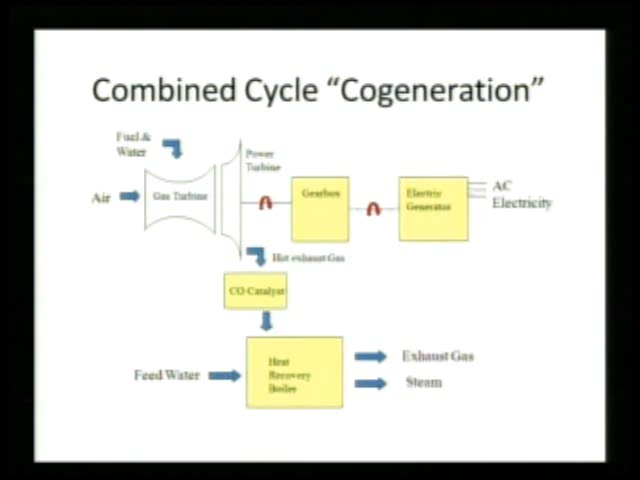 Combined Cycle “Cogeneration”
Fuel &
Water
Power
Turbine
Air
Gas Turbine
Gearbox
Electric
Generator
AC
Electricity
Hot exhaust Gas
CO Catalyst
Feed Water
Heat
Recovery
Boiler
Exhaust Gas
Steam